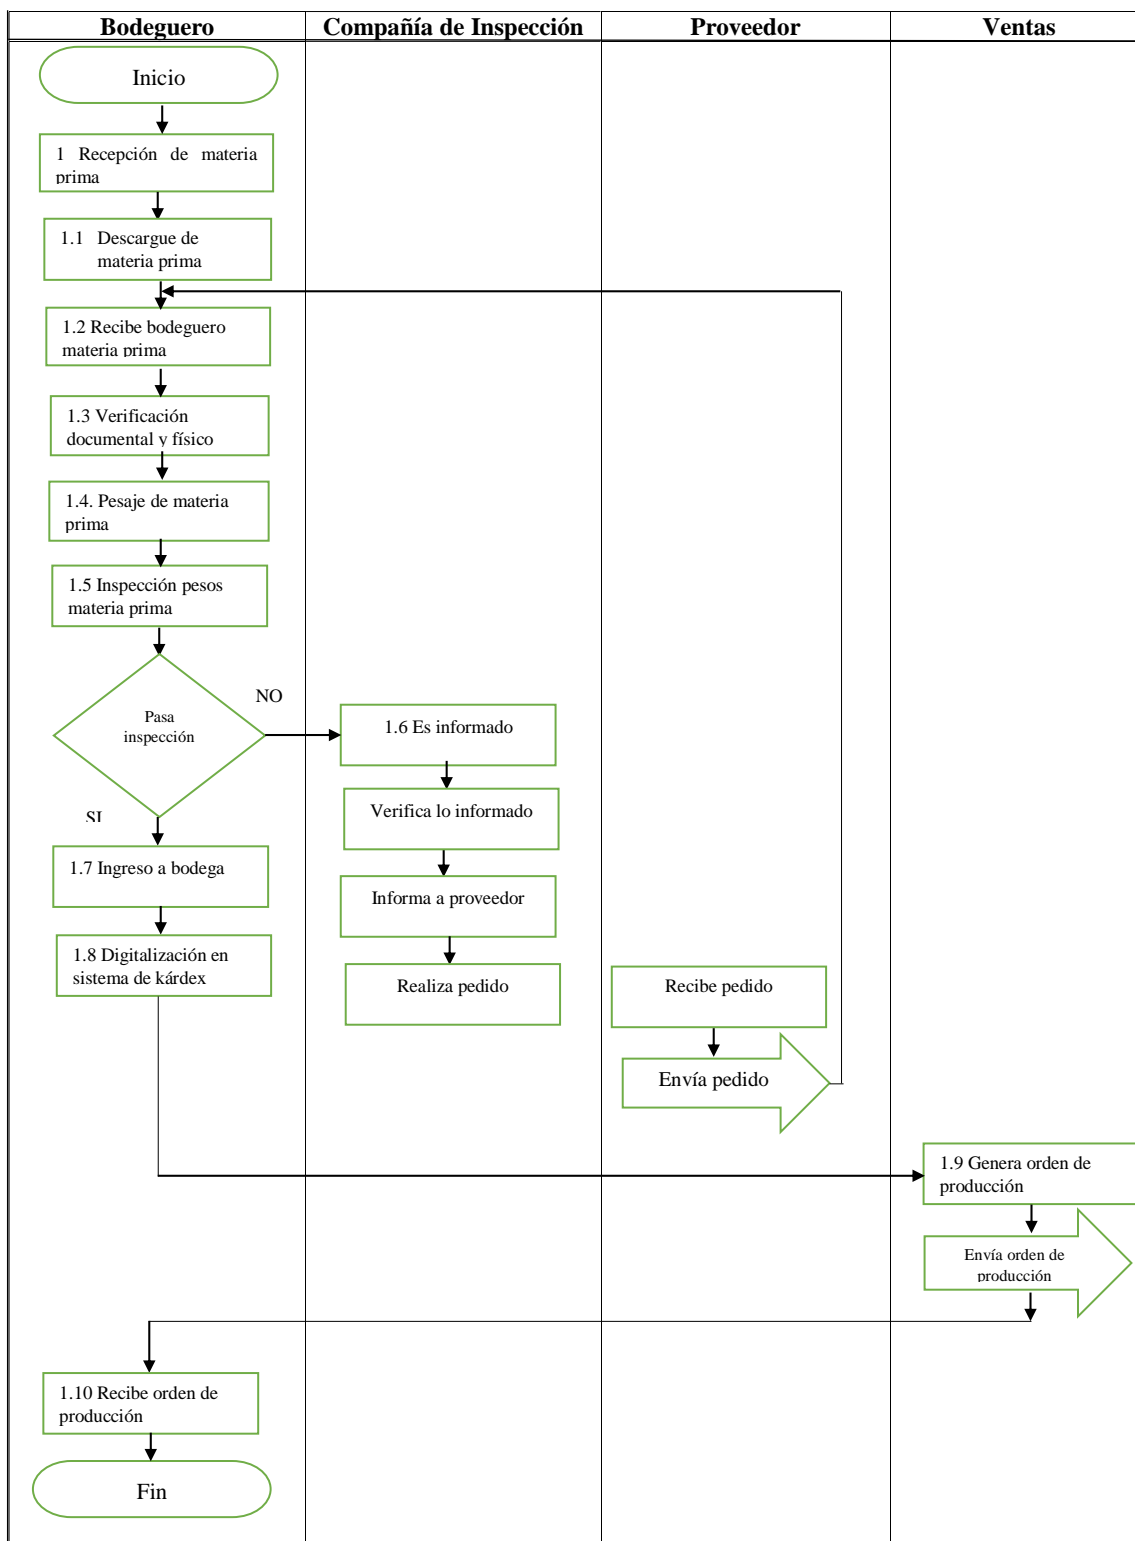 Bodeguero
Compañía de Inspección
Proveedor
Ventas
Inicio
1 Recepción de materia
prima
1.1 Descargue de
materia prima
1.2 Recibe bodeguero
materia prima
1.3 Verificación
documental y físico
1.4. Pesaje de materia
prima
1.5 Inspección pesos
materia prima
Pasa
inspección
NO
SI
1.6 Es informado
Verifica lo informado
Informa a proveedor
Realiza pedido
1.7 Ingreso a bodega
1.8 Digitalización en
sistema de kárdex
Recibe pedido
Envía pedido
1.9 Genera orden de
producción
Envía orden de
producción
1.10 Recibe orden de
producción
Fin